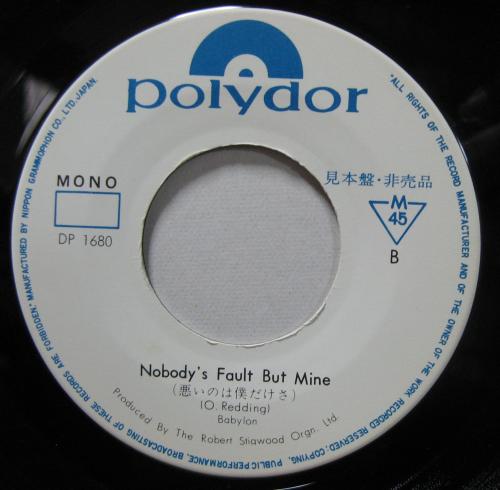 polydor
MONO
見本盤・非売品
M
45
DP 1680
B
Nobody's Fault But Mine
(悪いのは僕だけさ)
(O. Redding)
Babylon
Produced By The Robert Stiawood Orgn. Ltd.
"ALL RIGHTS OF THE RECORD MANUFACTURER AND OF THE OWNER OF THE WORK RECORDED RESERVED. COPYING, PUBLIC PERFORMANCE, BROADCASTING OF THESE RECORDS ARE FORBIDDEN." MANUFACTURED BY NIPPON GRAMMOPHON CO., LTD. JAPAN.